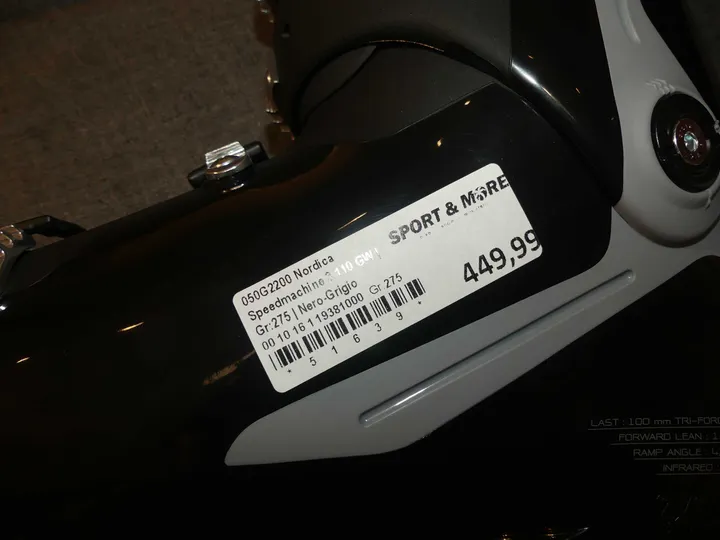 SPORT & MORE
449,99
050G2200 Nordica
Speedmachine 3 110 GW |
Gr:275 | Nero-Grigio
00 10 16 1 19381000 Gr 275
* 5 1 6 3 9 *
LAST : 100 mm TRI-FORC
FORWARD LEAN : 1
RAMP ANGLE :
INFRARED